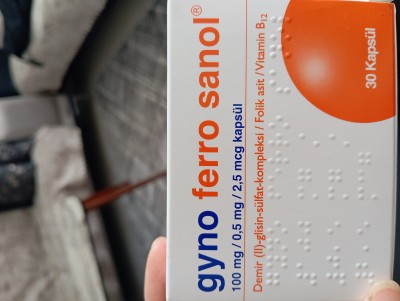 gyno ferro sanol®
100 mg / 0,5 mg / 2,5 mcg kapsül
Demir (II)-glisin-sülfat-kompleksi / Folik asit / Vitamin B12
30 Kapsül